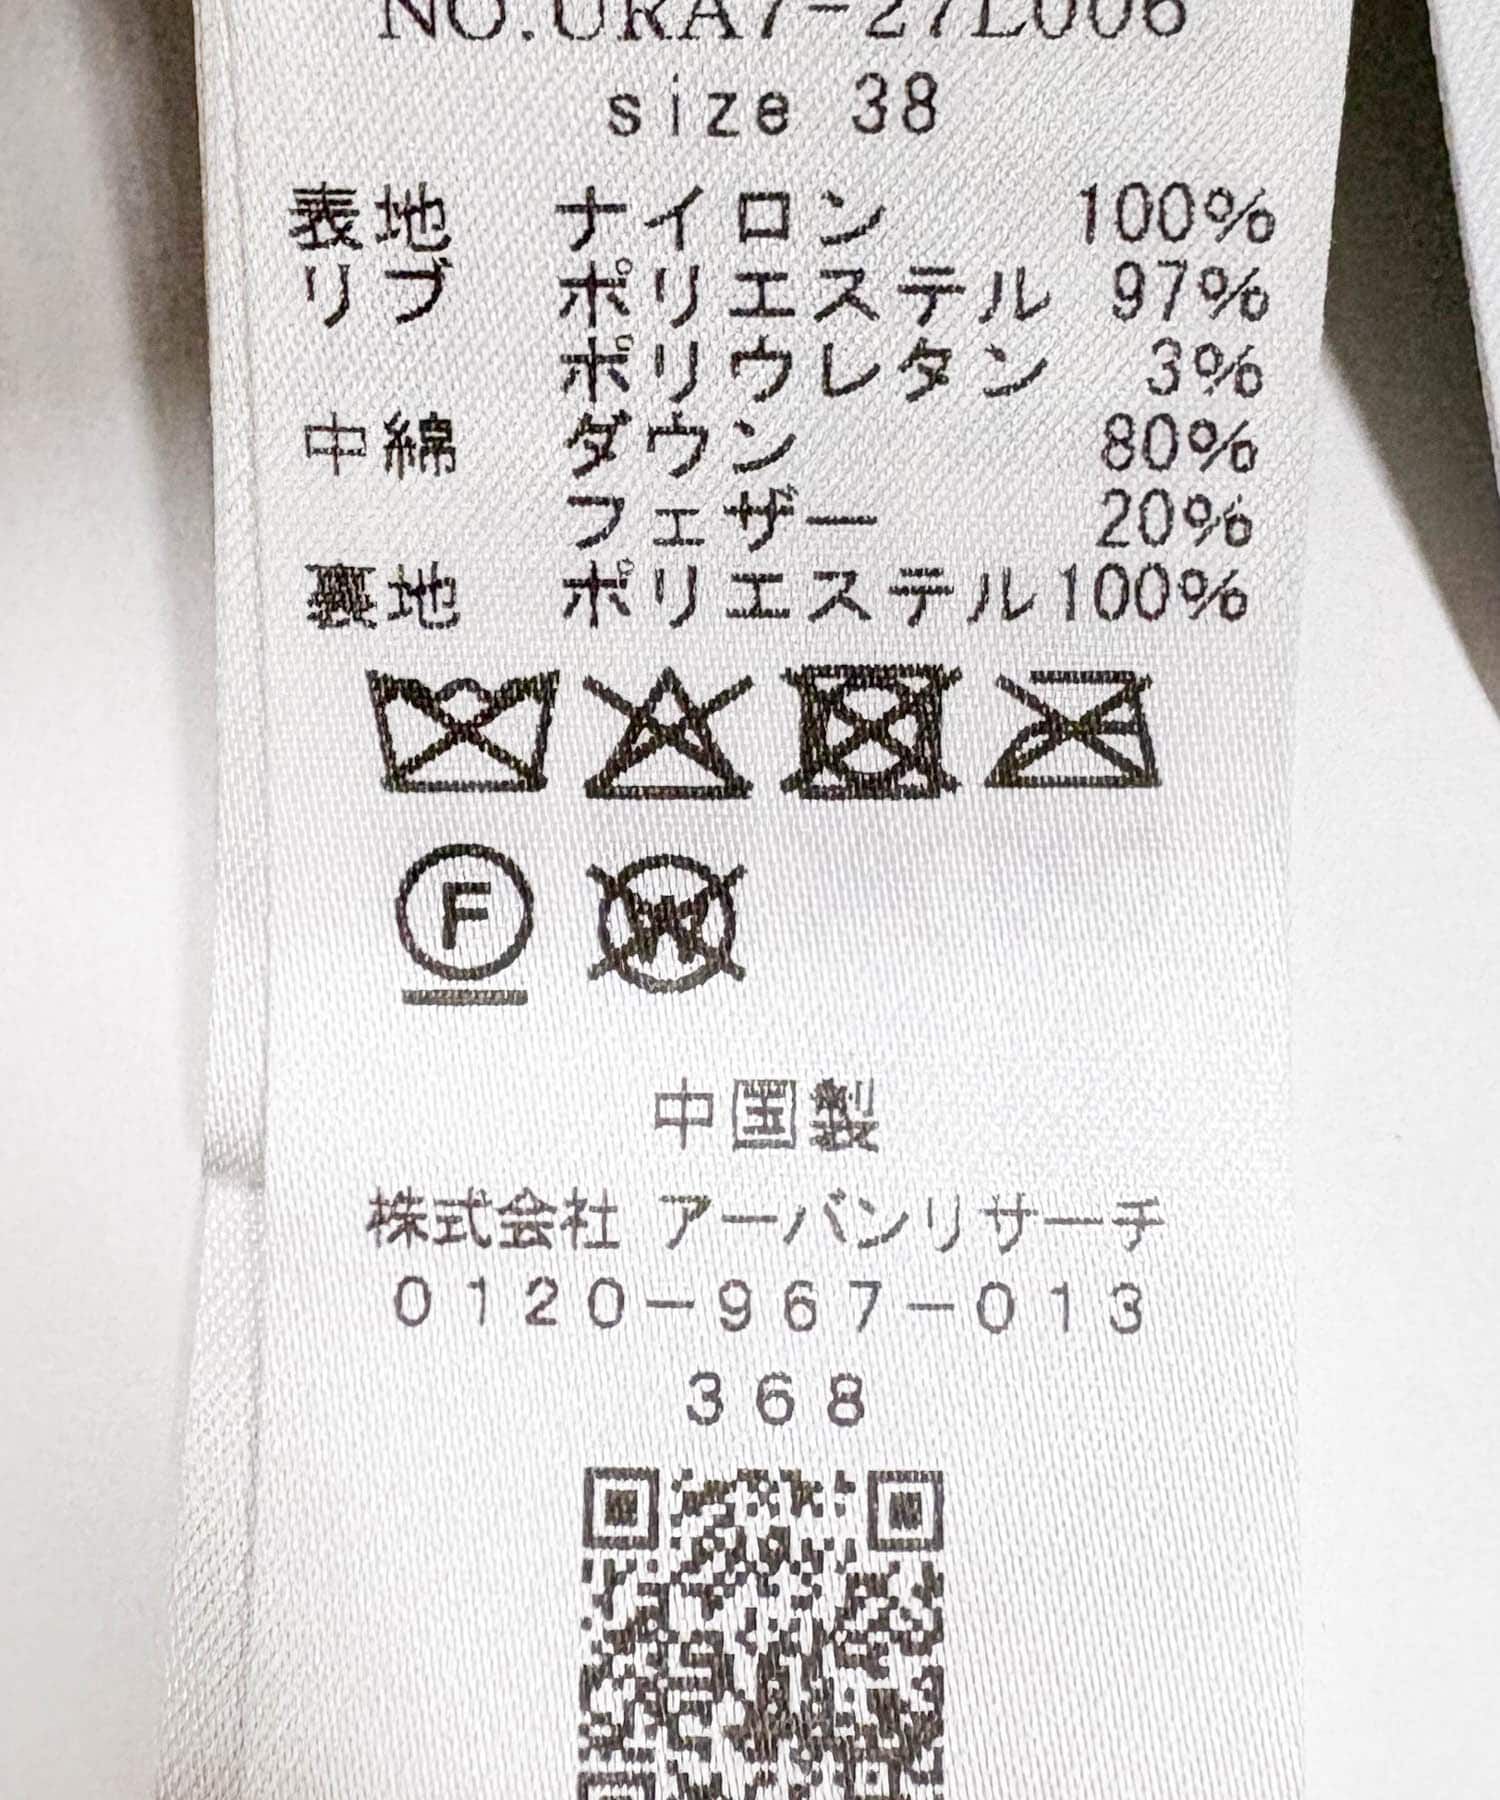 NO.URA7-27L006
size 38
表地 ナイロン 100%
リブ ポリエステル 97%
ポリウレタン 3%
中綿 ダウン 80%
フェザー 20%
裏地 ポリエステル100%
F
W
中国製
株式会社 アーバンリサーチ
0120-967-013
368